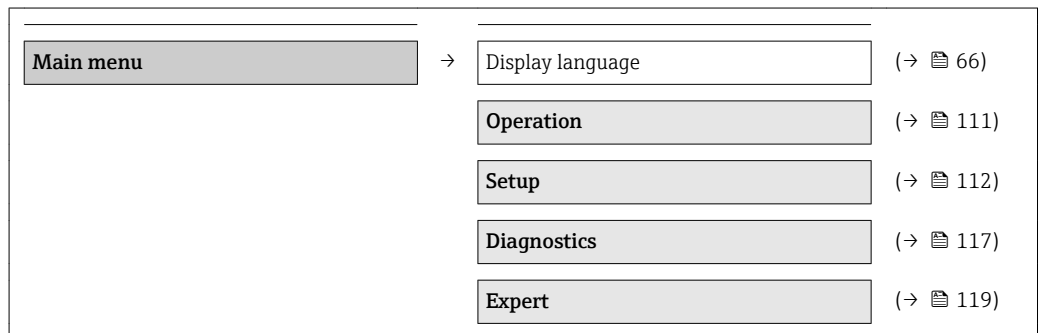 Main menu → Display language (→ 🖺 66)
Operation (→ 🖺 111)
Setup (→ 🖺 112)
Diagnostics (→ 🖺 117)
Expert (→ 🖺 119)